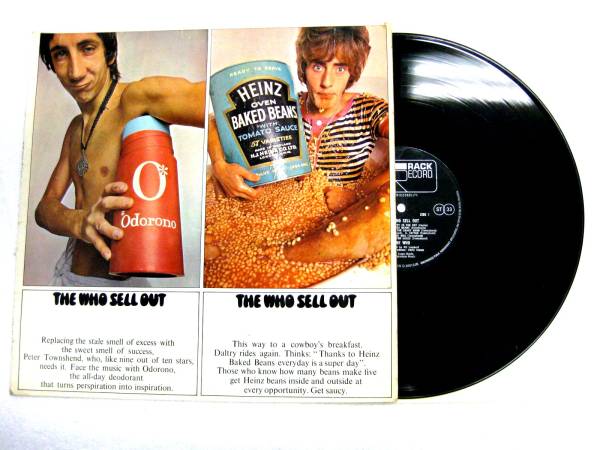 O
Odorono
READY TO SERVE
HEINZ
OVEN
BAKED BEANS
WITH
TOMATO SAUCE
57 VARIETIES
THE WHO SELL OUT
Replacing the stale smell of excess with
the sweet smell of success,
Peter Townshend, who, like nine out of ten stars,
needs it. Face the music with Odorono,
the all-day deodorant
that turns perspiration into inspiration.
THE WHO SELL OUT
This way to a cowboy's breakfast.
Daltry rides again. Thinks: "Thanks to Heinz
Baked Beans everyday is a super day".
Those who know how many beans make five
get Heinz beans inside and outside at
every opportunity. Get saucy.
RACK
RECORD
ST 33
SELL OUT
SIDE 1
WHO